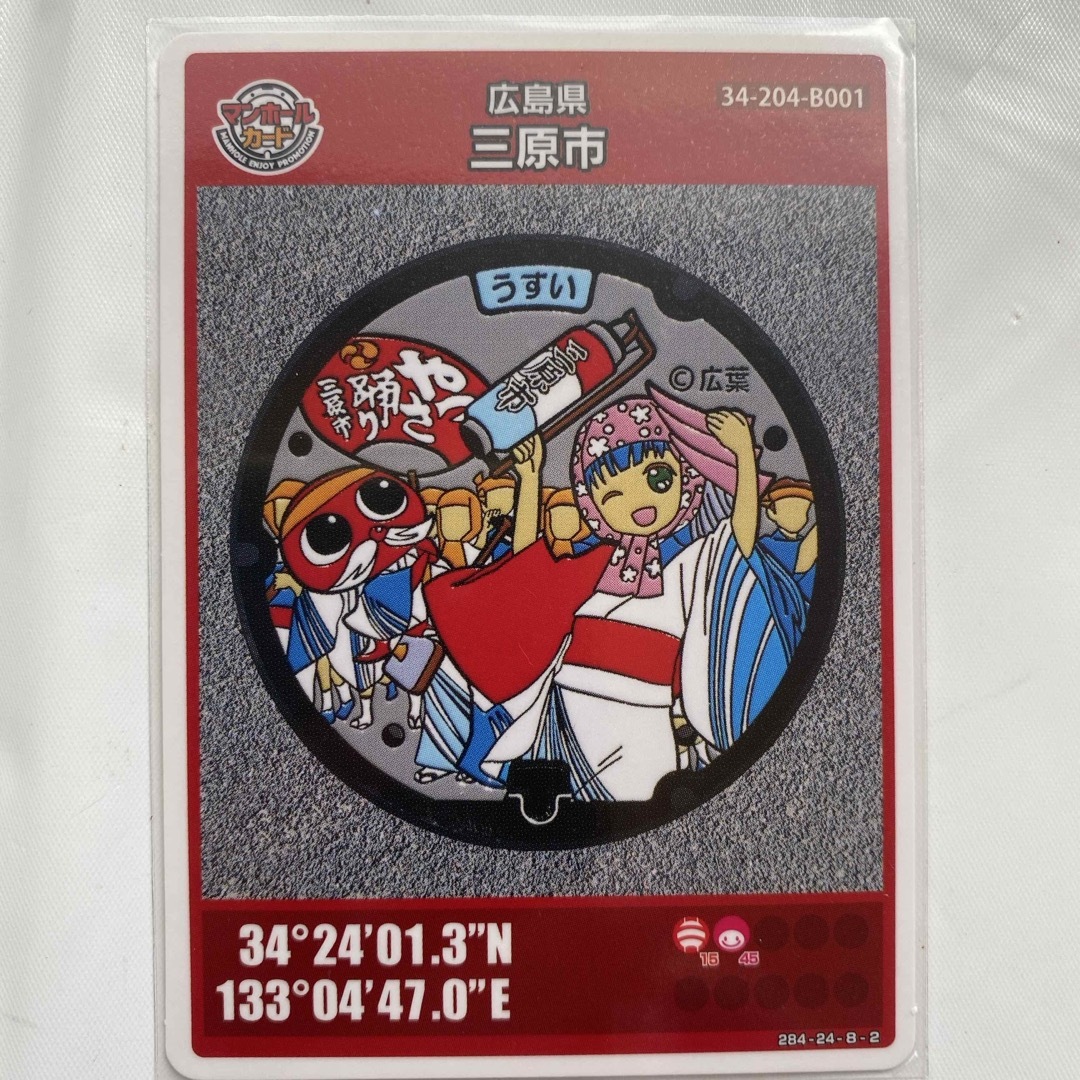 マンホール
カード
MANHOLE ENJOY PROMOTION
広島県
三原市
34-204-B001
うすい
やっさ
踊り
三原市
三原市
©広葉
34°24'01.3"N
133°04'47.0"E
15
45
284-24-8-2